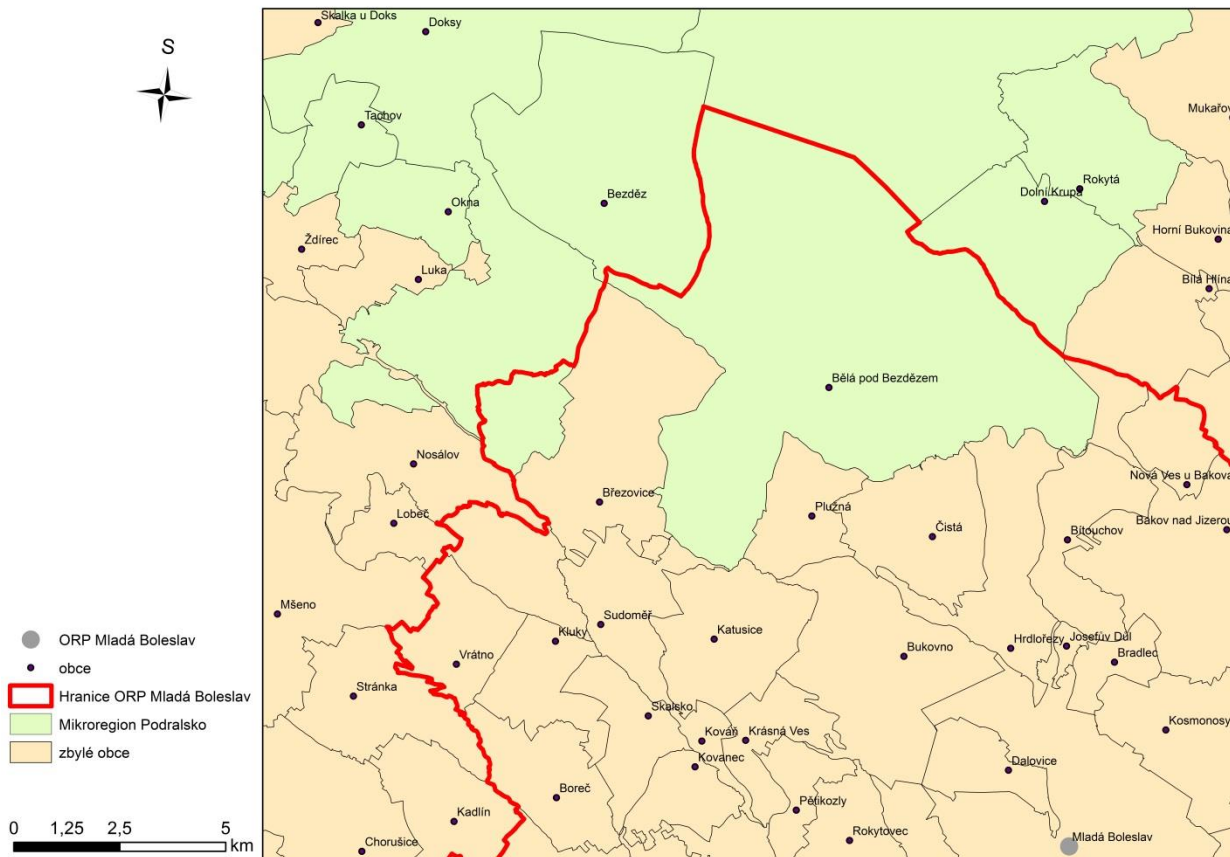 S
Skalka u Doks
Doksy
Tachov
Mukařov
Bezděz
Okna
Rokytá
Dolní Krupá
Ždírec
Horní Bukovina
Luka
Bílá Hlína
Bělá pod Bezdězem
Nosálov
Nová Ves u Bakova
Březovice
Plužná
Lobeč
Čistá
Bítouchov
Bakov nad Jizerou
Mšeno
Sudoměř
Kluky
Katusice
Hrdlořezy
Josefův Důl
Vrátno
Bukovno
Bradlec
Stránka
Skalsko
Kosmonosy
Kováň
Krásná Ves
Kovanec
Dalovice
Boreč
Pětikozly
Kadlín
Rokytovec
Mladá Boleslav
Chorušice
ORP Mladá Boleslav
obce
Hranice ORP Mladá Boleslav
Mikroregion Podralsko
zbylé obce
0 1,25 2,5 5
km